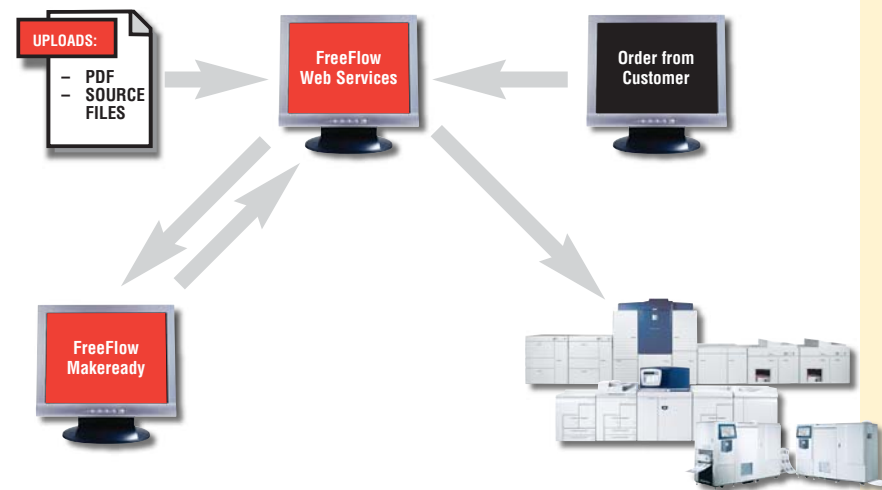 UPLOADS:
– PDF
– SOURCE
FILES
FreeFlow
Web Services
Order from
Customer
FreeFlow
Makeready